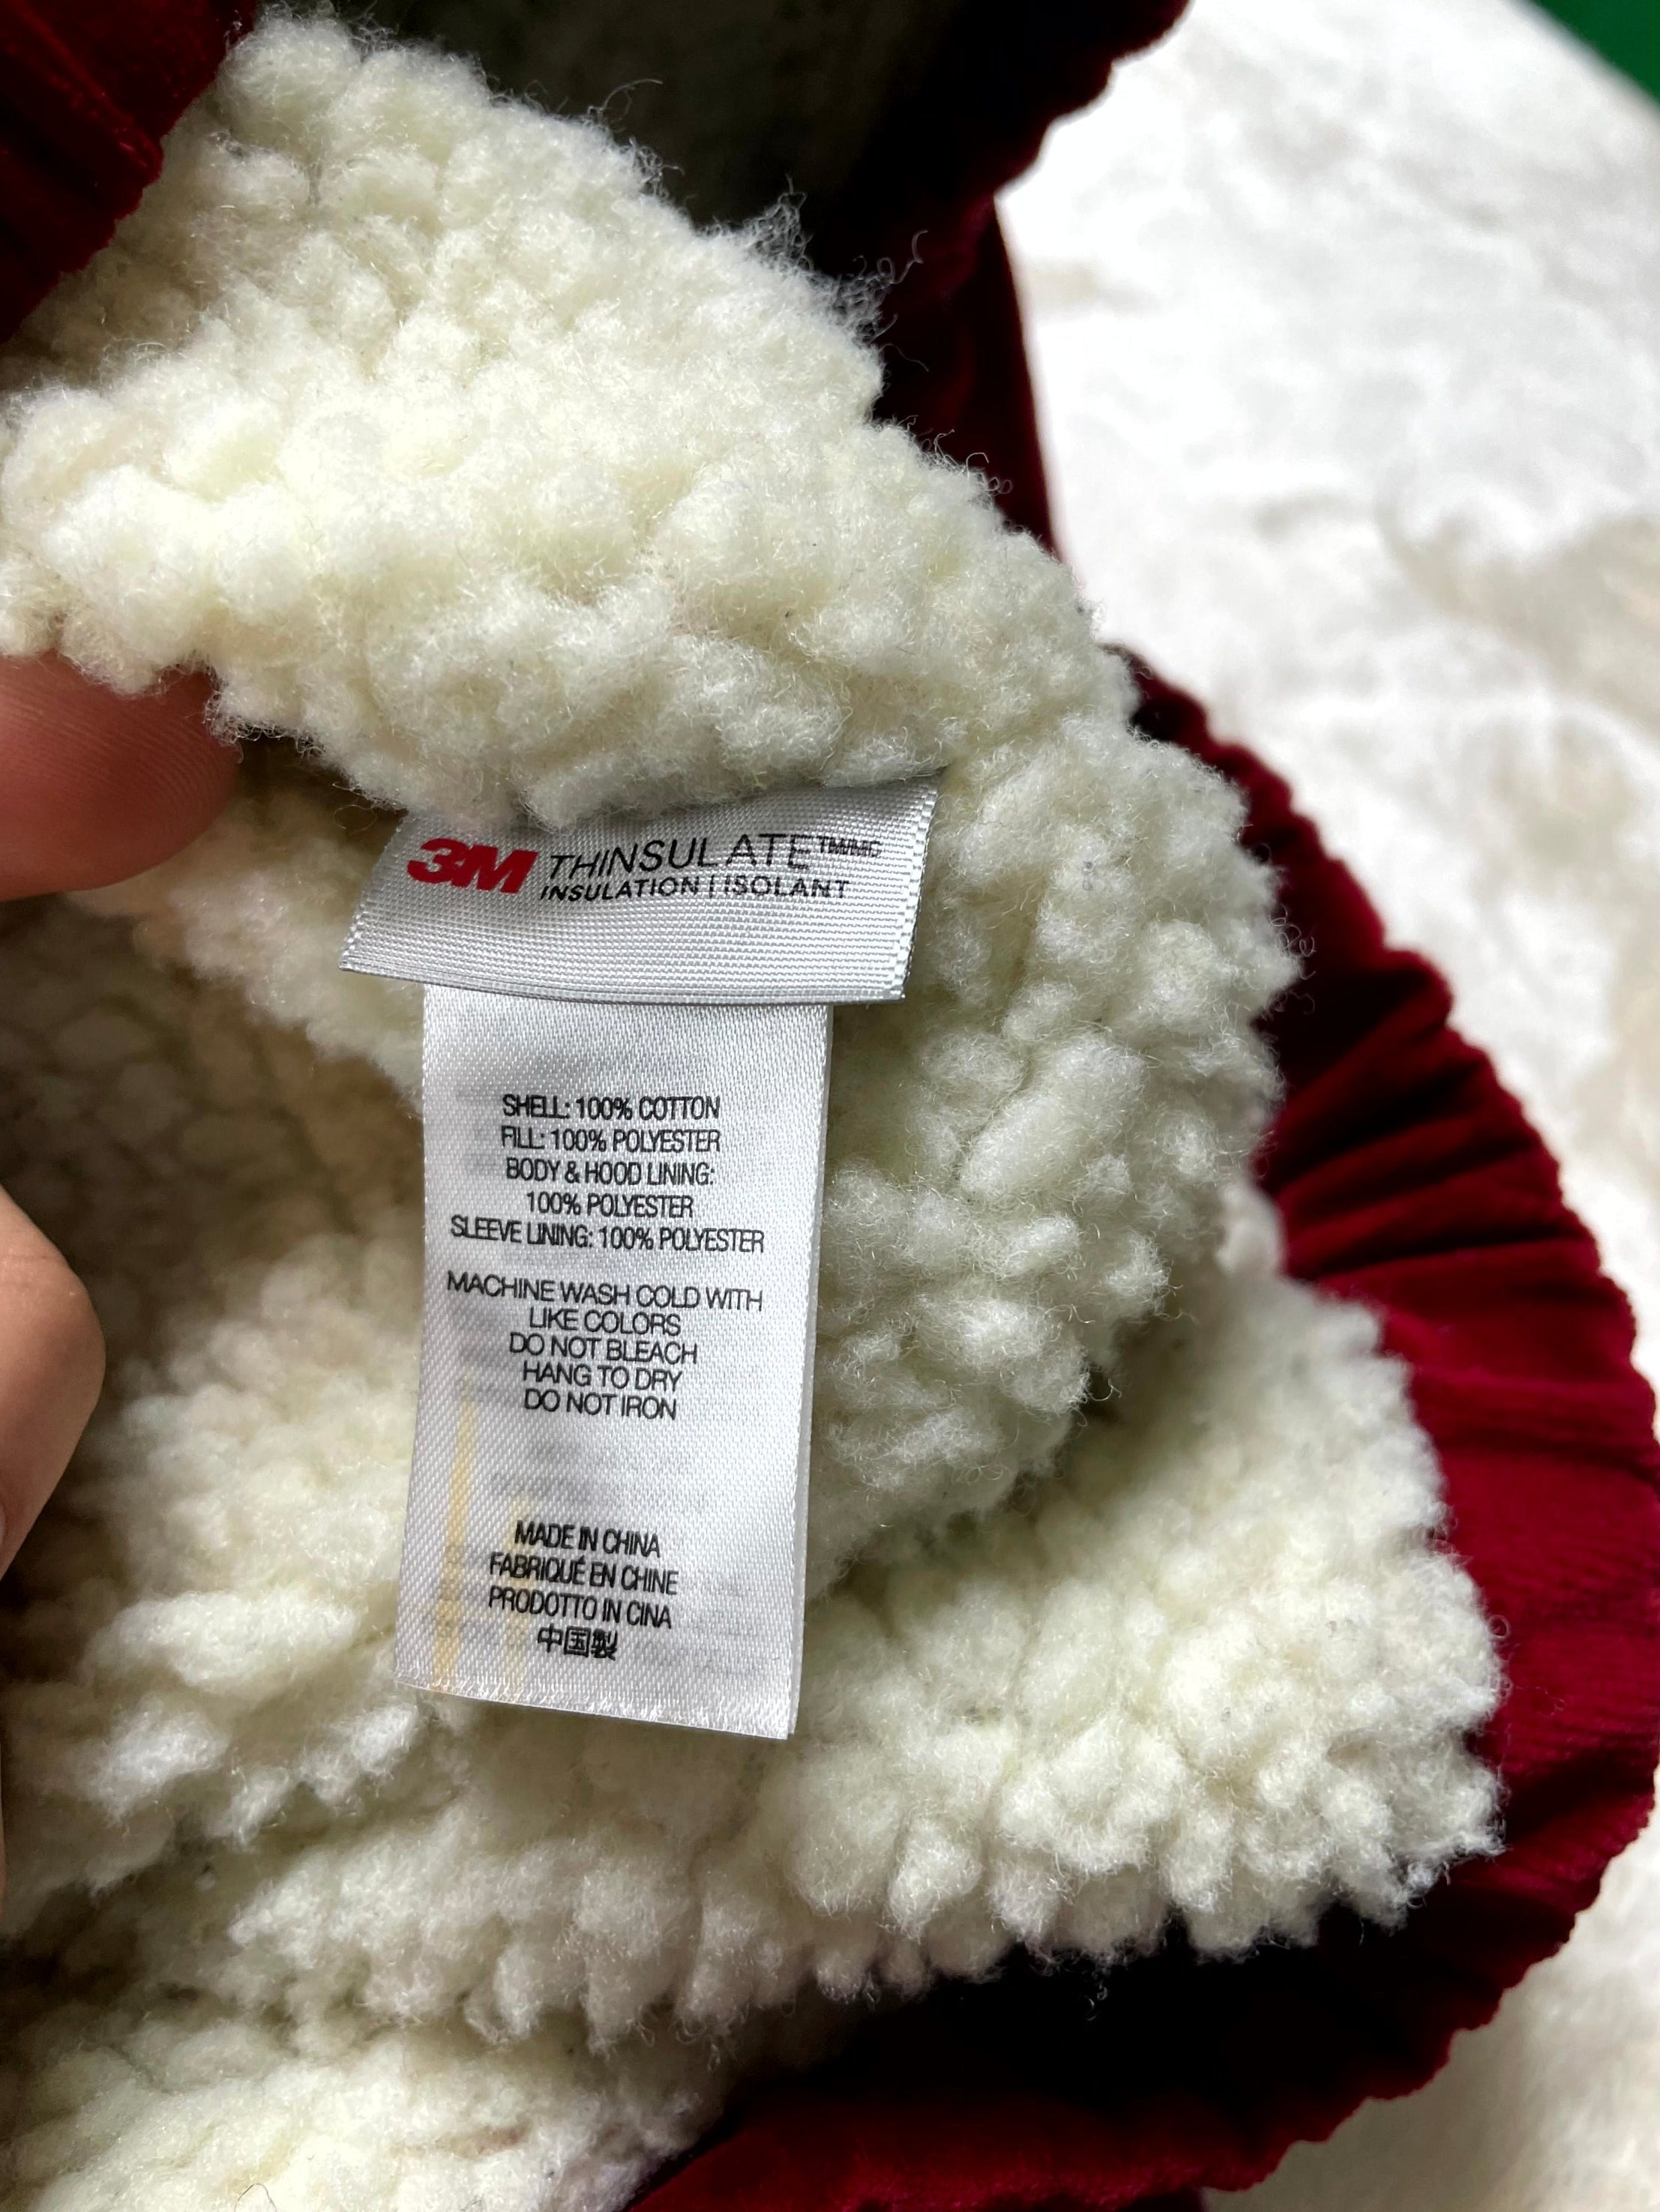 3M THINSULATE™/MC
INSULATION | ISOLANT
SHELL: 100% COTTON
FILL: 100% POLYESTER
BODY & HOOD LINING:
100% POLYESTER
SLEEVE LINING: 100% POLYESTER
MACHINE WASH COLD WITH
LIKE COLORS
DO NOT BLEACH
HANG TO DRY
DO NOT IRON
MADE IN CHINA
FABRIQUÉ EN CHINE
PRODOTTO IN CINA
中国製